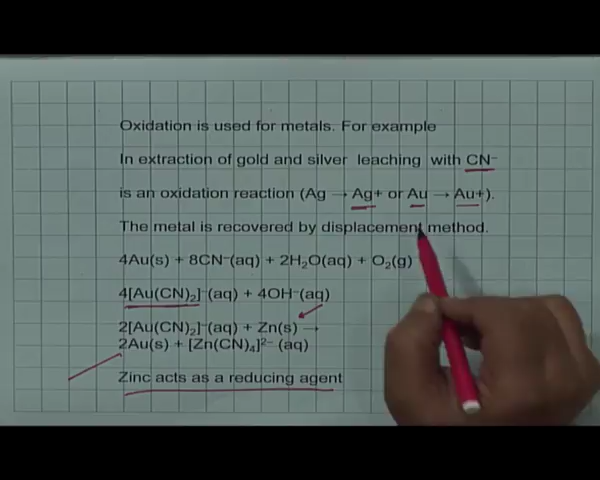 Oxidation is used for metals. For example
In extraction of gold and silver leaching with CN⁻
is an oxidation reaction (Ag → Ag+ or Au → Au+).
The metal is recovered by displacement method.
4Au(s) + 8CN⁻(aq) + 2H₂O(aq) + O₂(g)
4[Au(CN)₂]⁻(aq) + 4OH⁻(aq)
2[Au(CN)₂]⁻(aq) + Zn(s) →
2Au(s) + [Zn(CN)₄]²⁻ (aq)
Zinc acts as a reducing agent